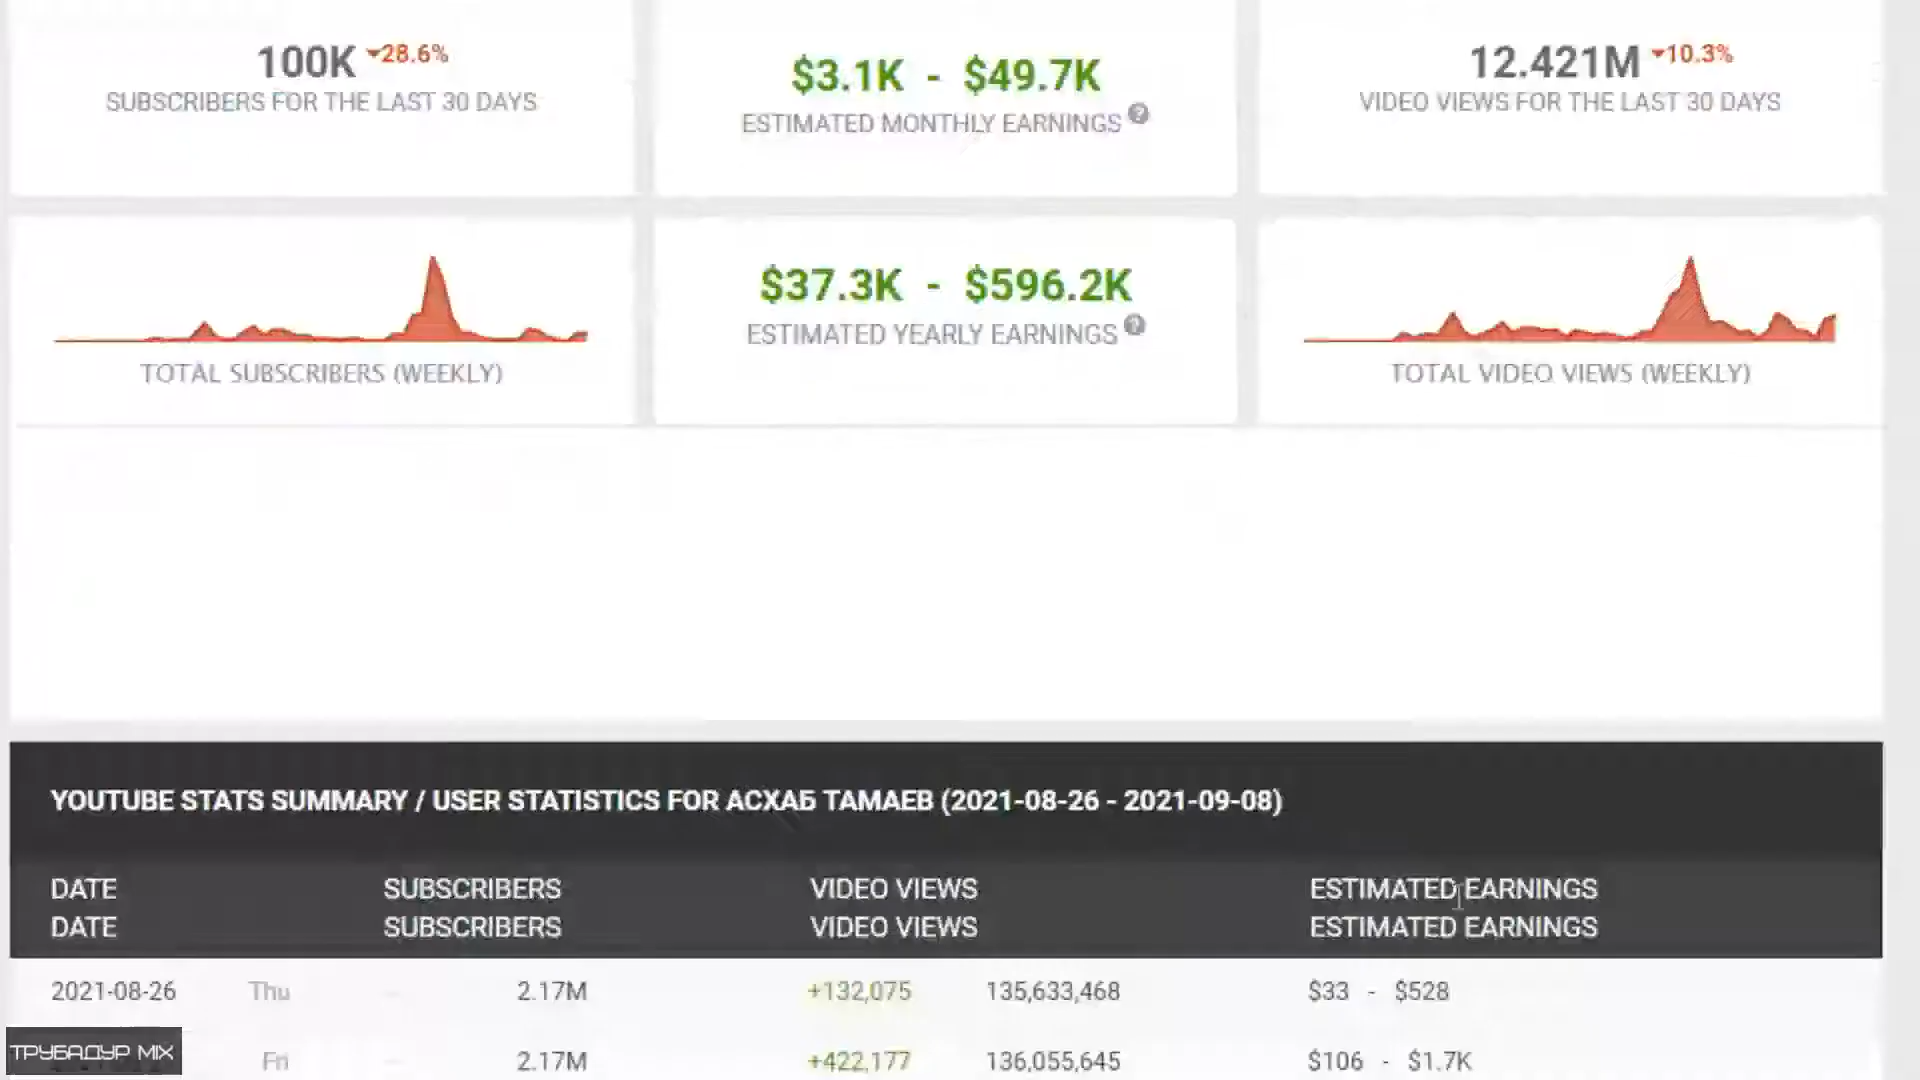 100K 28.6%
SUBSCRIBERS FOR THE LAST 30 DAYS
$3.1K - $49.7K
ESTIMATED MONTHLY EARNINGS ?
12.421M 10.3%
VIDEO VIEWS FOR THE LAST 30 DAYS
TOTAL SUBSCRIBERS (WEEKLY)
$37.3K - $596.2K
ESTIMATED YEARLY EARNINGS ?
TOTAL VIDEO VIEWS (WEEKLY)
YOUTUBE STATS SUMMARY / USER STATISTICS FOR АСХАБ ТАМАЕВ (2021-08-26 - 2021-09-08)
DATE SUBSCRIBERS VIDEO VIEWS ESTIMATED EARNINGS
DATE SUBSCRIBERS VIDEO VIEWS ESTIMATED EARNINGS
2021-08-26 Thu -- 2.17M +132,075 135,633,468 $33 - $528
Fri -- 2.17M +422,177 136,055,645 $106 - $1.7K
ТРУБАДУР MIX